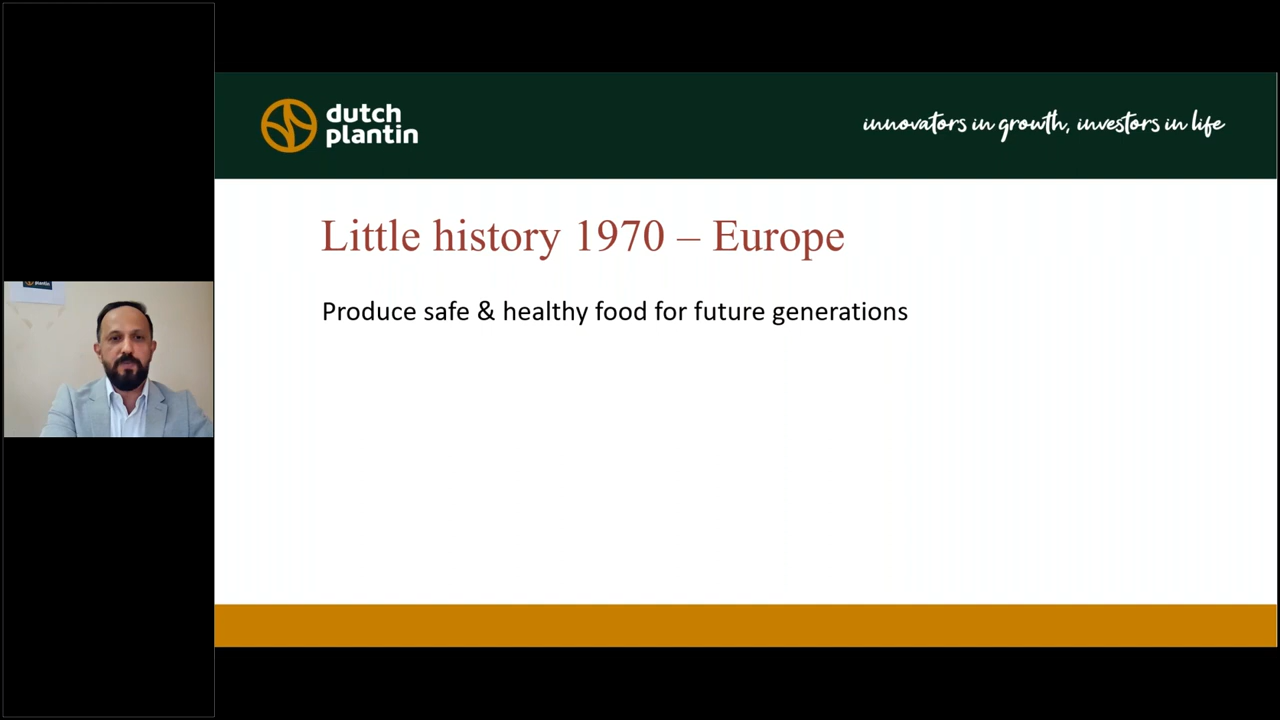 dutch
plantin
innovators in growth, investors in life
Little history 1970 – Europe
Produce safe & healthy food for future generations
plantin